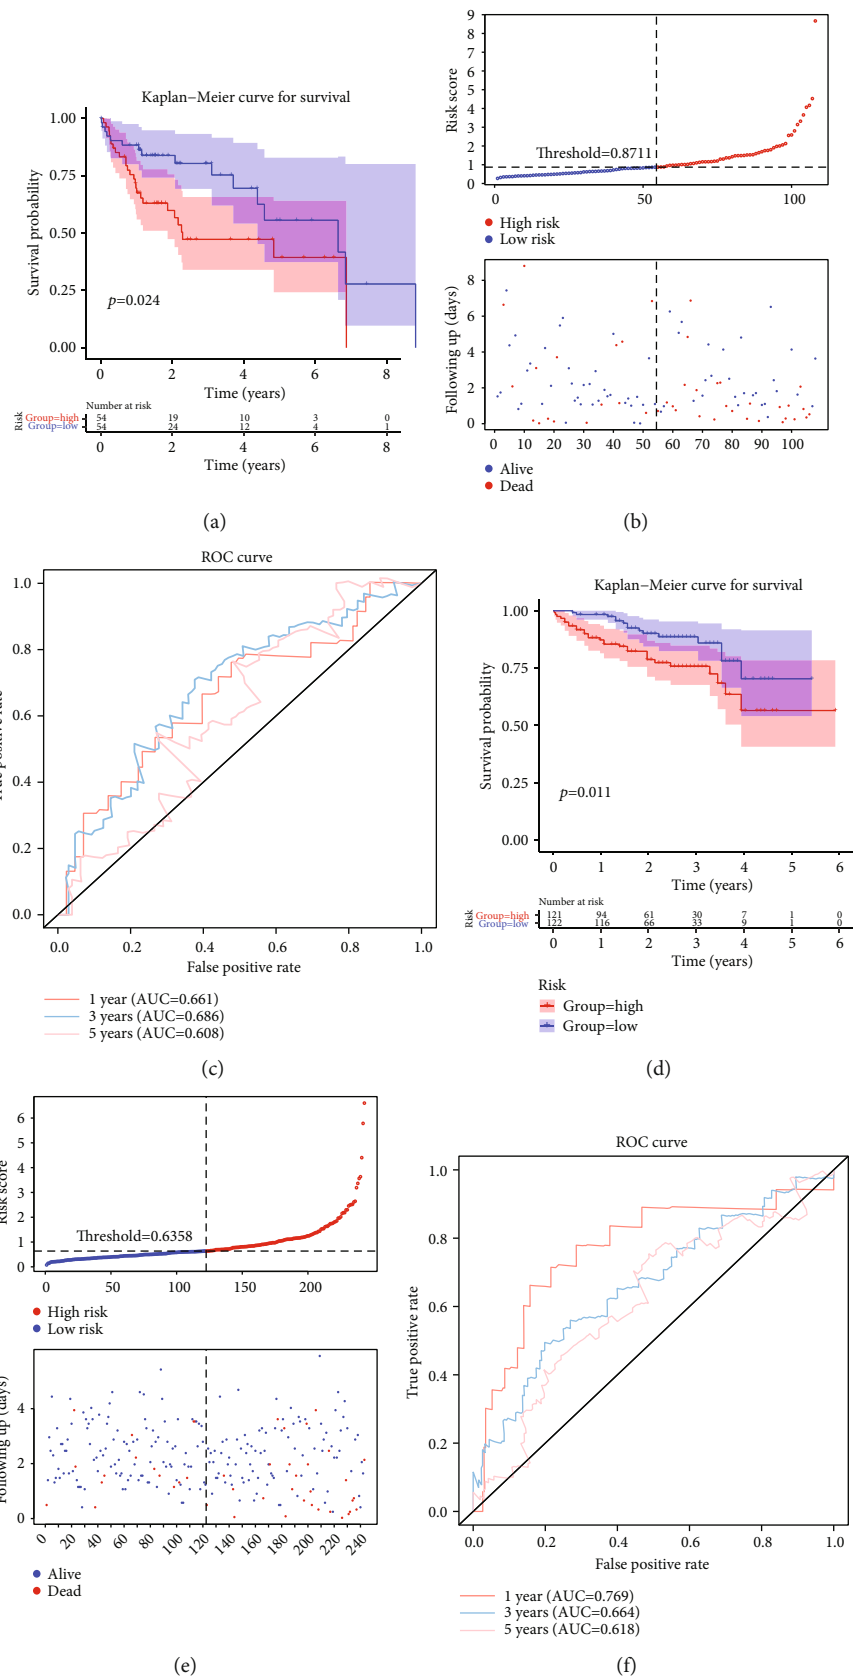 Kaplan−Meier curve for survival
1.00
0.75
0.50
0.25
0.00
Survival probability
p=0.024
0 2 4 6 8
Time (years)
Number at risk
Risk
Group=high 54 19 10 3 0
Group=low 54 24 12 4 1
0 2 4 6 8
Time (years)
(a)
9
8
7
6
5
4
3
2
1
0
Risk score
Threshold=0.8711
0 50 100
High risk
Low risk
8
6
4
2
0
Following up (days)
0 10 20 30 40 50 60 70 80 90 100
Alive
Dead
(b)
ROC curve
1.0
0.8
0.6
0.4
0.2
0.0
True positive rate
0.0 0.2 0.4 0.6 0.8 1.0
False positive rate
1 year (AUC=0.661)
3 years (AUC=0.686)
5 years (AUC=0.608)
(c)
Kaplan−Meier curve for survival
1.00
0.75
0.50
0.25
0.00
Survival probability
p=0.011
0 1 2 3 4 5 6
Time (years)
Number at risk
Risk
Group=high 121 94 61 30 7 1 0
Group=low 122 116 66 33 9 1 0
0 1 2 3 4 5 6
Time (years)
Risk
Group=high
Group=low
(d)
6
5
4
3
2
1
0
Risk score
Threshold=0.6358
0 50 100 150 200
High risk
Low risk
4
2
0
Following up (days)
0 20 40 60 80 100 120 140 160 180 200 220 240
Alive
Dead
(e)
ROC curve
1.0
0.8
0.6
0.4
0.2
0.0
True positive rate
0.0 0.2 0.4 0.6 0.8 1.0
False positive rate
1 year (AUC=0.769)
3 years (AUC=0.664)
5 years (AUC=0.618)
(f)